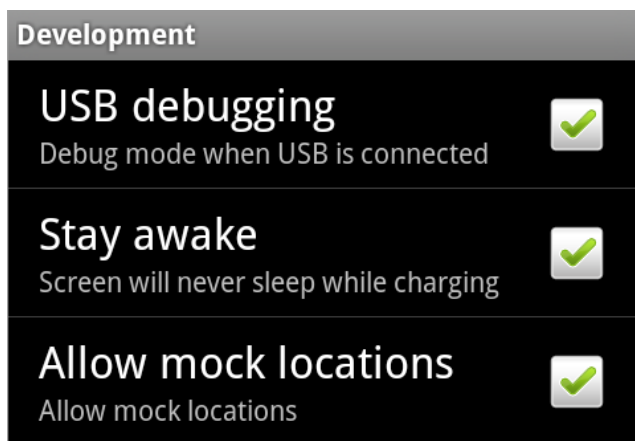 Development
USB debugging
Debug mode when USB is connected
Stay awake
Screen will never sleep while charging
Allow mock locations
Allow mock locations